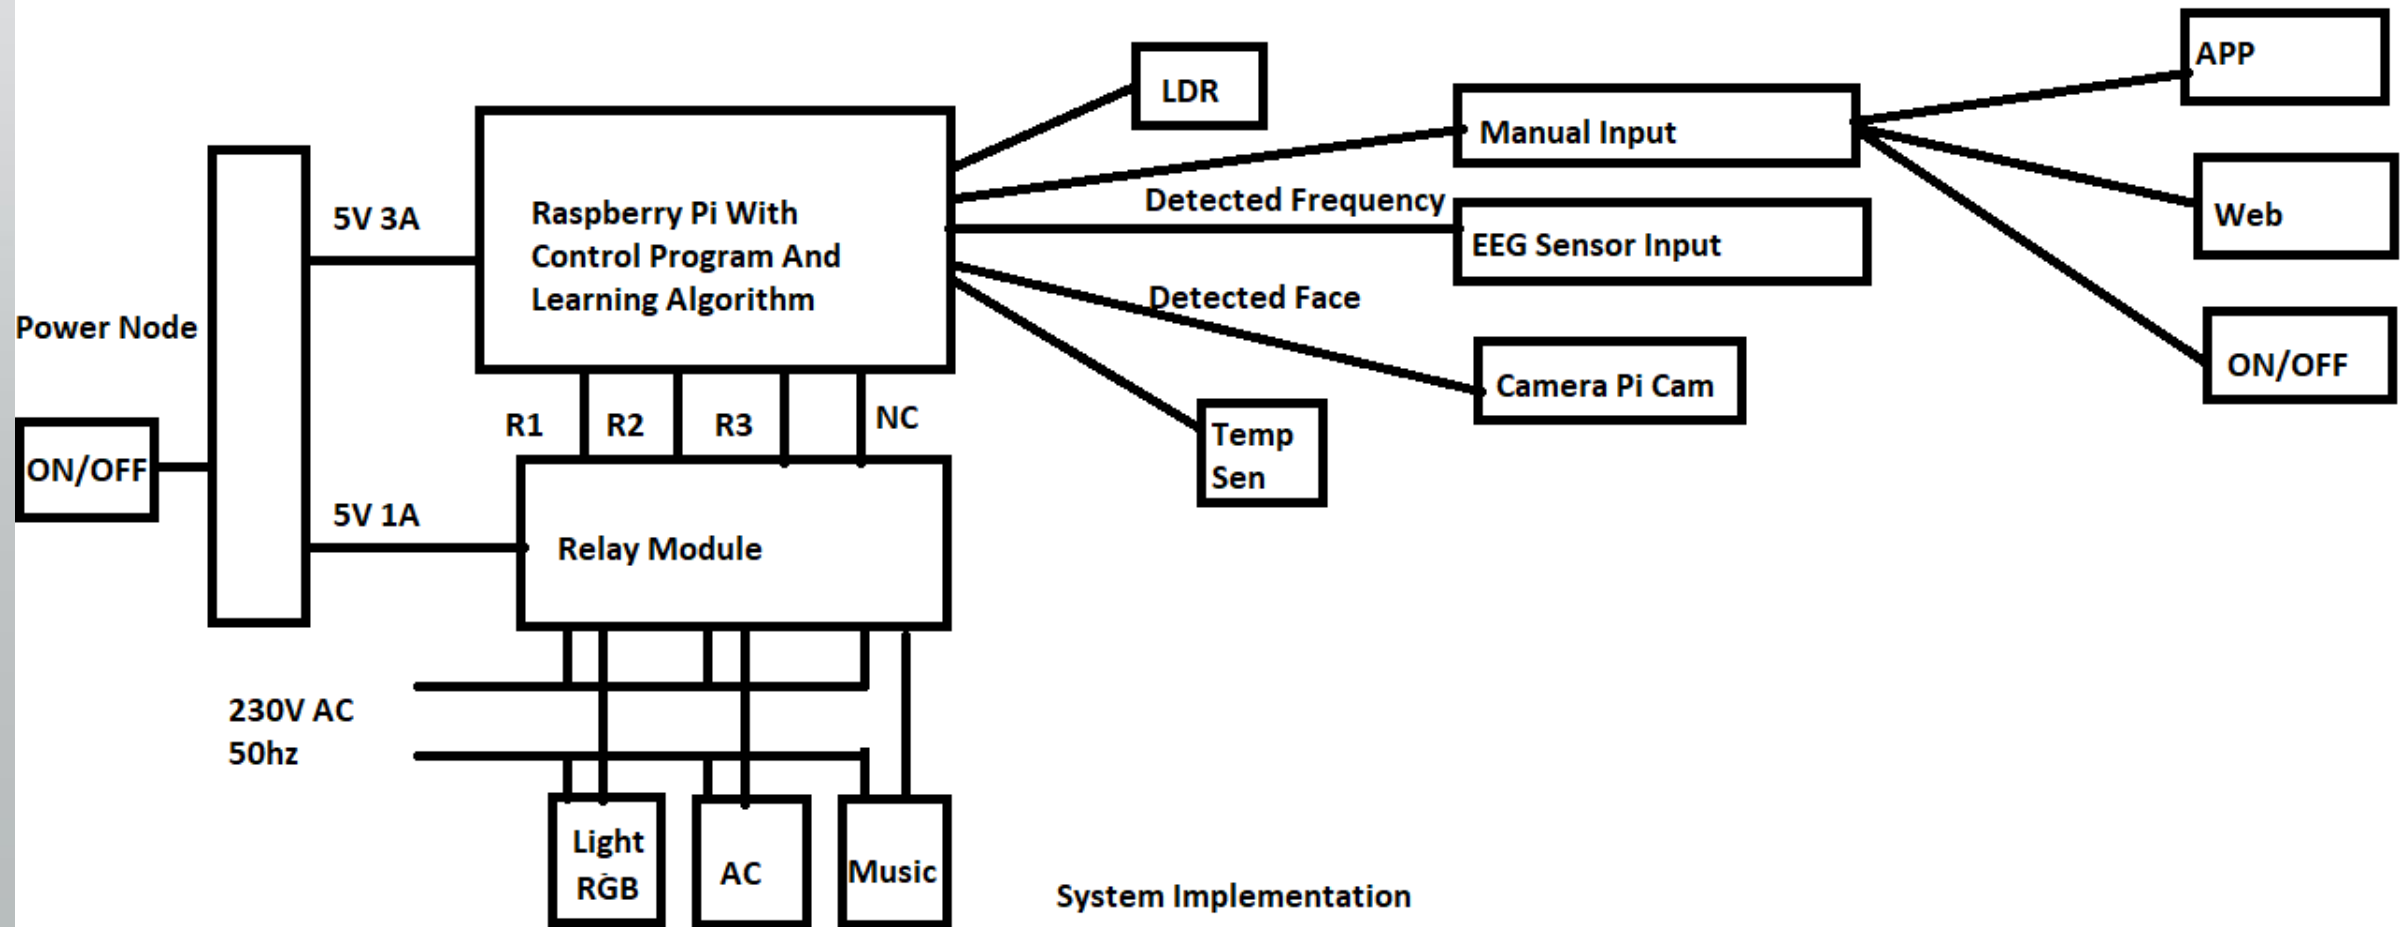 APP
LDR
Manual Input
Detected Frequency
Raspberry Pi With
Control Program And
Learning Algorithm
5V 3A
Web
EEG Sensor Input
Detected Face
Power Node
ON/OFF
Camera Pi Cam
R1
R2
R3
NC
Temp
Sen
ON/OFF
5V 1A
Relay Module
230V AC
50hz
Light
RGB
AC
Music
System Implementation